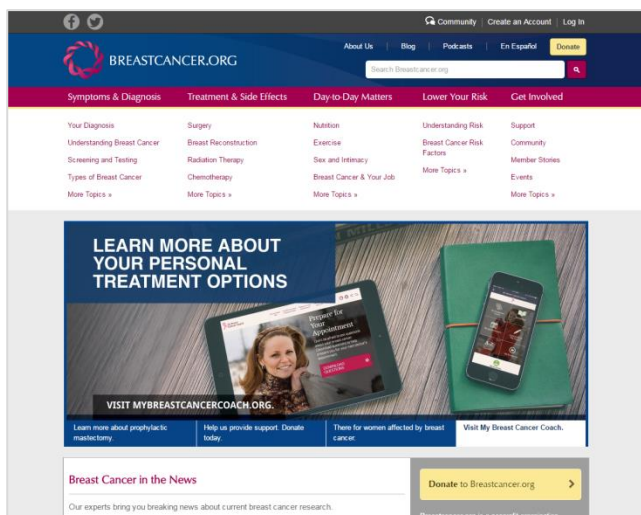 Community | Create an Account | Log In
BREASTCANCER.ORG
About Us | Blog | Podcasts | En Español Donate
Search Breastcancer.org
Symptoms & Diagnosis Treatment & Side Effects Day-to-Day Matters Lower Your Risk Get Involved
Your Diagnosis Surgery Nutrition Understanding Risk Support
Understanding Breast Cancer Breast Reconstruction Exercise Breast Cancer Risk Factors Community
Screening and Testing Radiation Therapy Sex and Intimacy More Topics » Member Stories
Types of Breast Cancer Chemotherapy Breast Cancer & Your Job Events
More Topics » More Topics » More Topics » More Topics »
LEARN MORE ABOUT
YOUR PERSONAL
TREATMENT OPTIONS
Prepare for
Your
Appointment
DOWNLOAD
QUESTIONS
VISIT MYBREASTCANCERCOACH.ORG.
Learn more about prophylactic
mastectomy.
Help us provide support. Donate
today.
There for women affected by breast
cancer.
Visit My Breast Cancer Coach.
Breast Cancer in the News
Our experts bring you breaking news about current breast cancer research.
Donate to Breastcancer.org